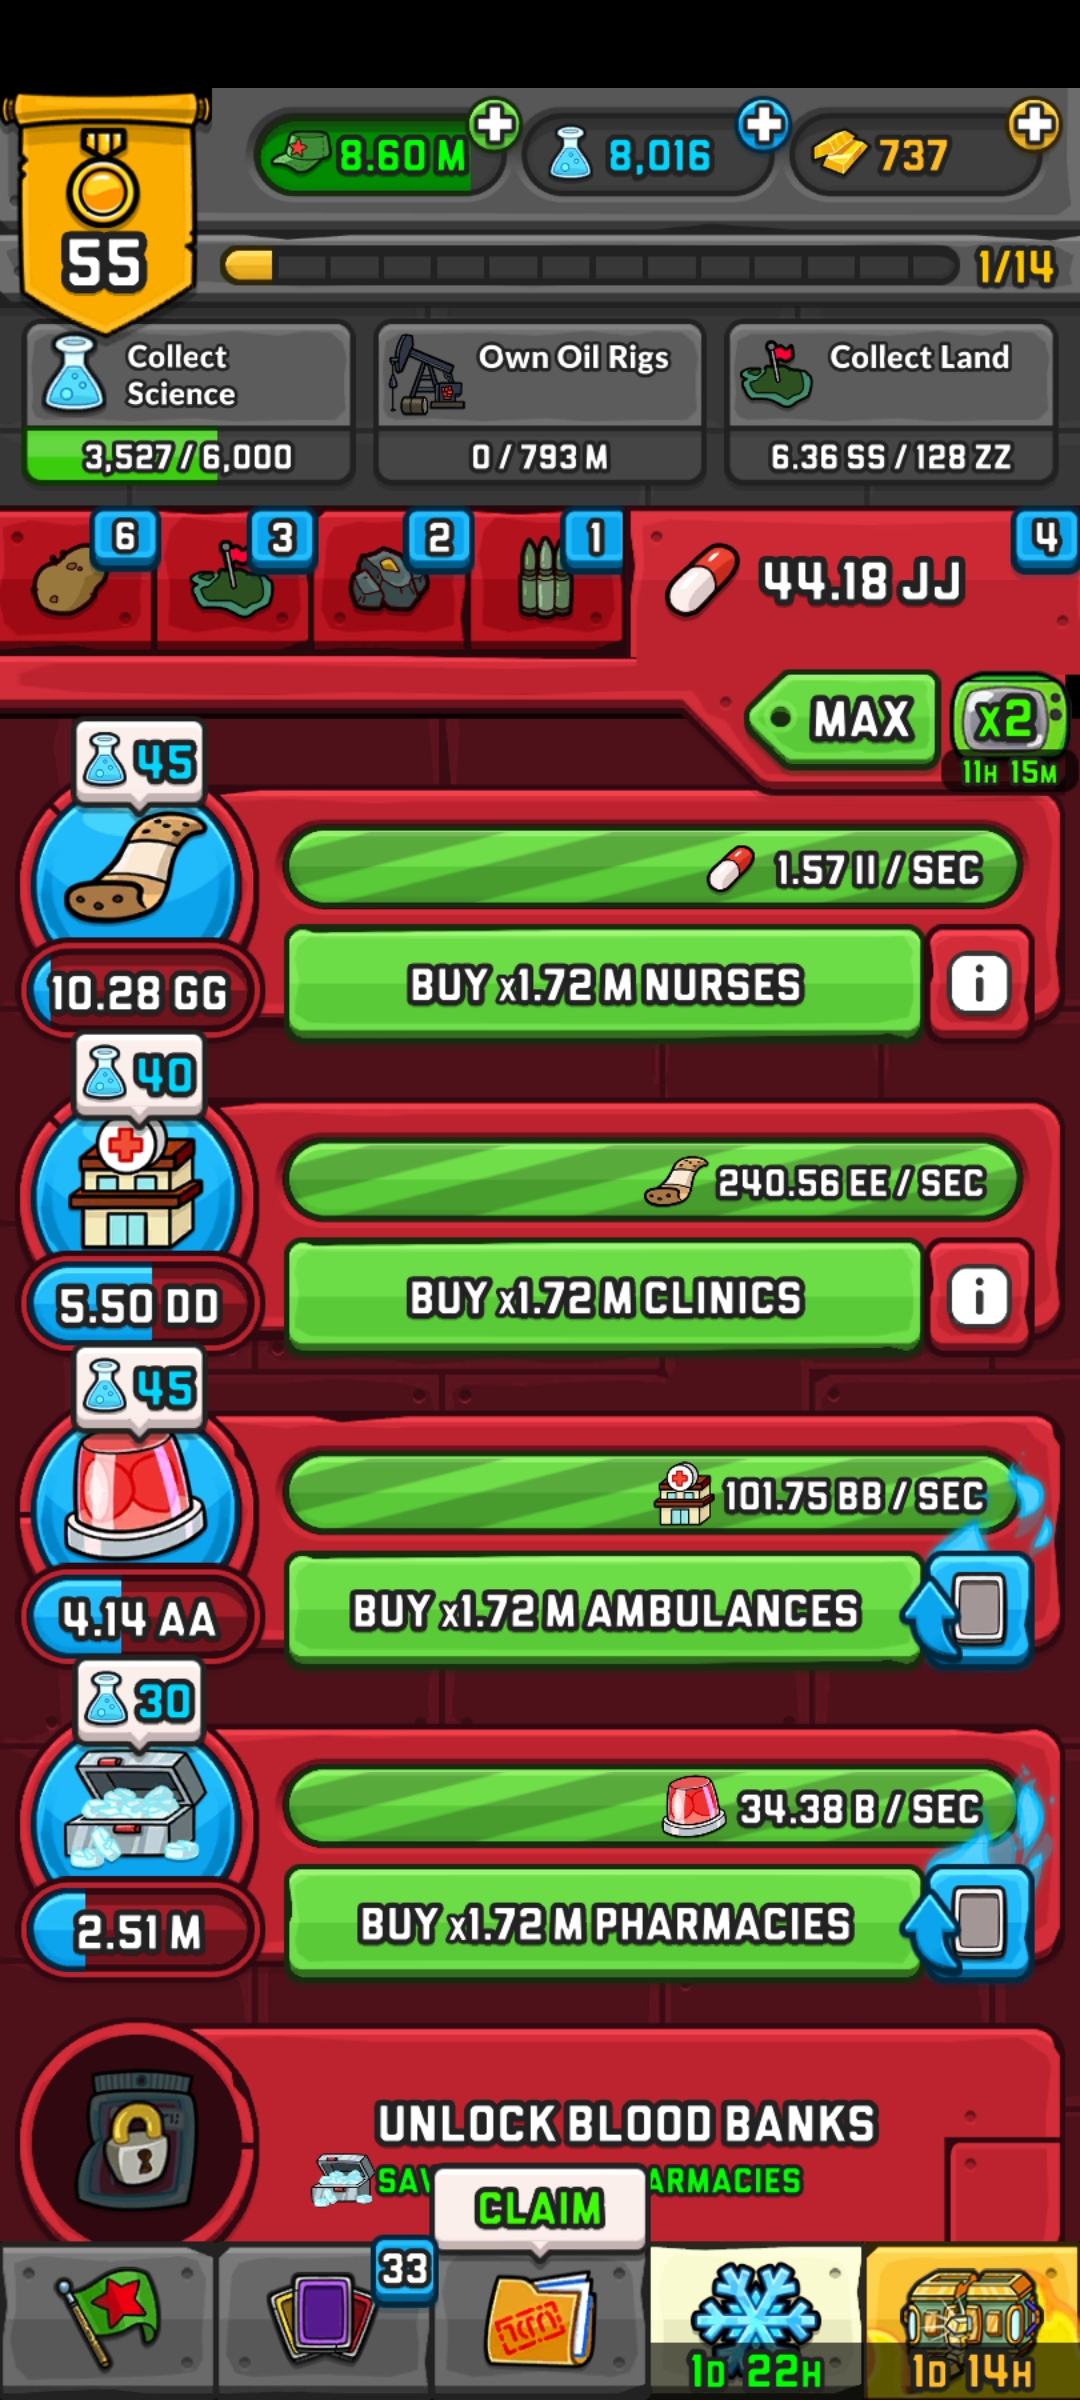 8.60 M
8,016
737
55
1/14
Collect
Science
3,527/6,000
Own Oil Rigs
0/793 M
Collect Land
6.36 SS/128 ZZ
6
3
2
1
44.18 JJ
4
MAX
x2
11H 15M
45
1.57 II/SEC
10.28 GG
BUY x1.72 M NURSES
i
40
240.56 EE/SEC
5.50 DD
BUY x1.72 M CLINICS
i
45
101.75 BB/SEC
4.14 AA
BUY x1.72 M AMBULANCES
30
34.38 B/SEC
2.51 M
BUY x1.72 M PHARMACIES
UNLOCK BLOOD BANKS
CLAIM
33
1D 22H
1D 14H